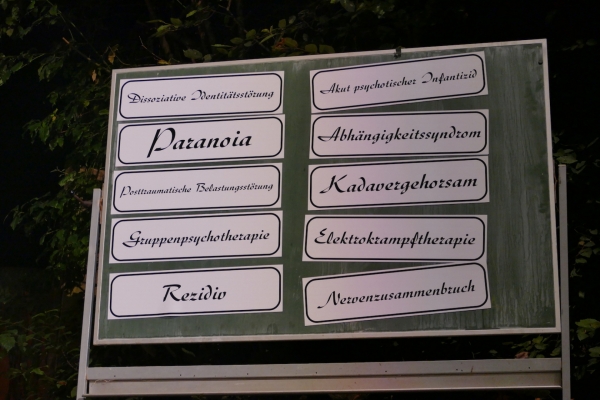 Dissoziative Identitätsstörung
Paranoia
Posttraumatische Belastungsstörung
Gruppenpsychotherapie
Rezidiv
Akut psychotischer Infantizid
Abhängigkeitssyndrom
Kadavergehorsam
Elektrokrampftherapie
Nervenzusammenbruch